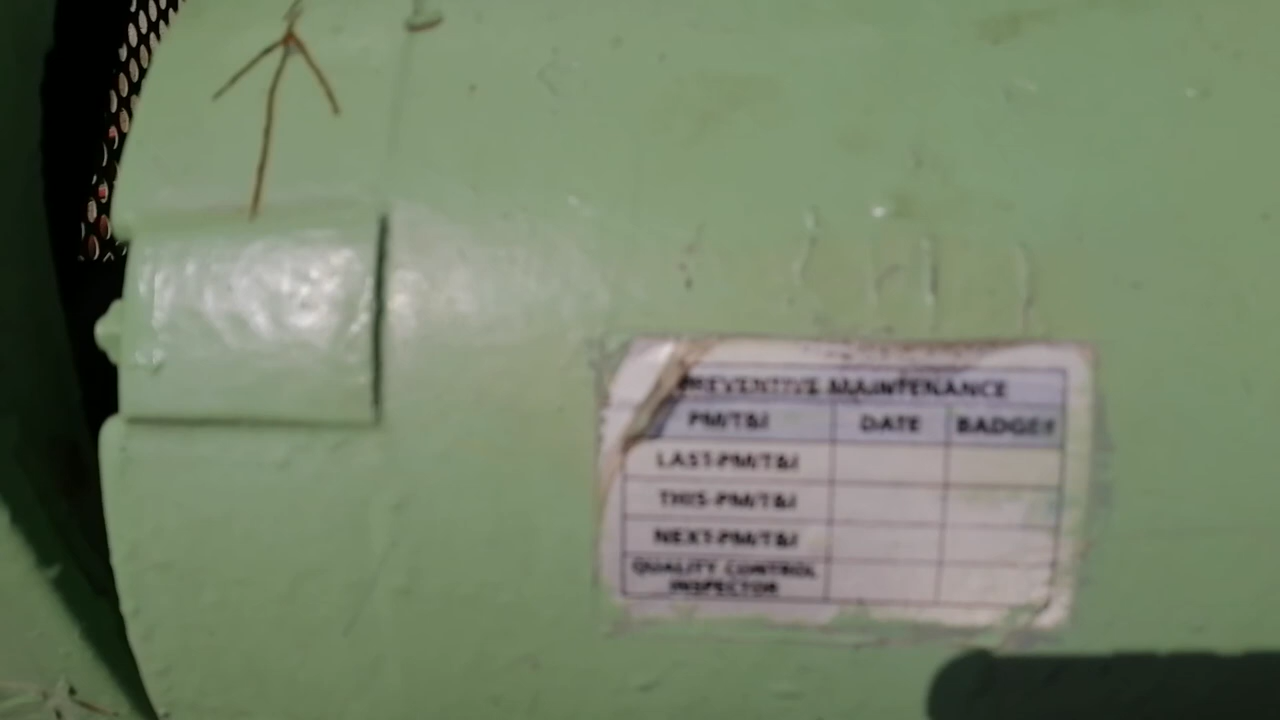 PREVENTIVE MAINTENANCE
PM/T&I DATE BADGE#
LAST-PM/T&I
THIS-PM/T&I
NEXT-PM/T&I
QUALITY CONTROL
INSPECTOR